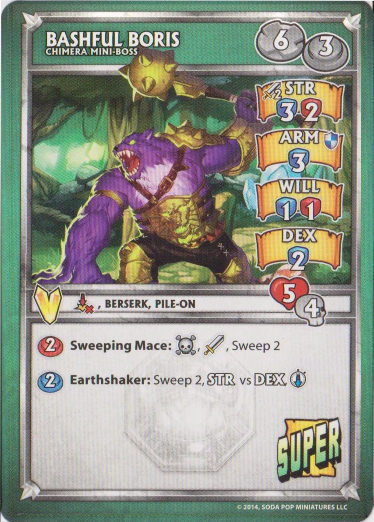 BASHFUL BORIS
CHIMERA MINI-BOSS
6 3
STR
3 2
ARM
3
WILL
1 1
DEX
2
5
4
, BERSERK, PILE-ON
2 Sweeping Mace: , , Sweep 2
2 Earthshaker: Sweep 2, STR vs DEX
SUPER
© 2014, SODA POP MINIATURES LLC